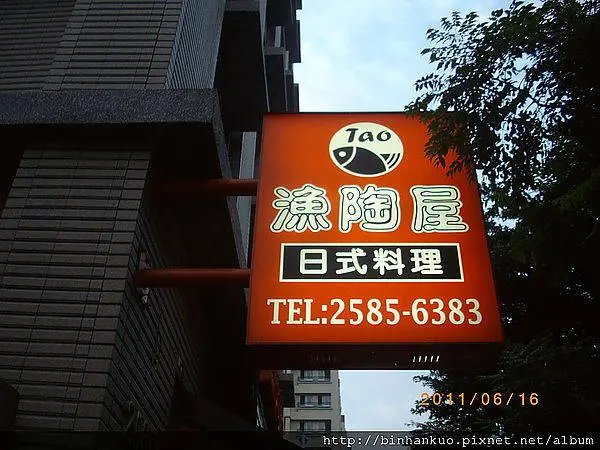 Tao
漁陶屋
日式料理
TEL:2585-6383
2011/06/16
http://binhankuo.pixnet.net/album